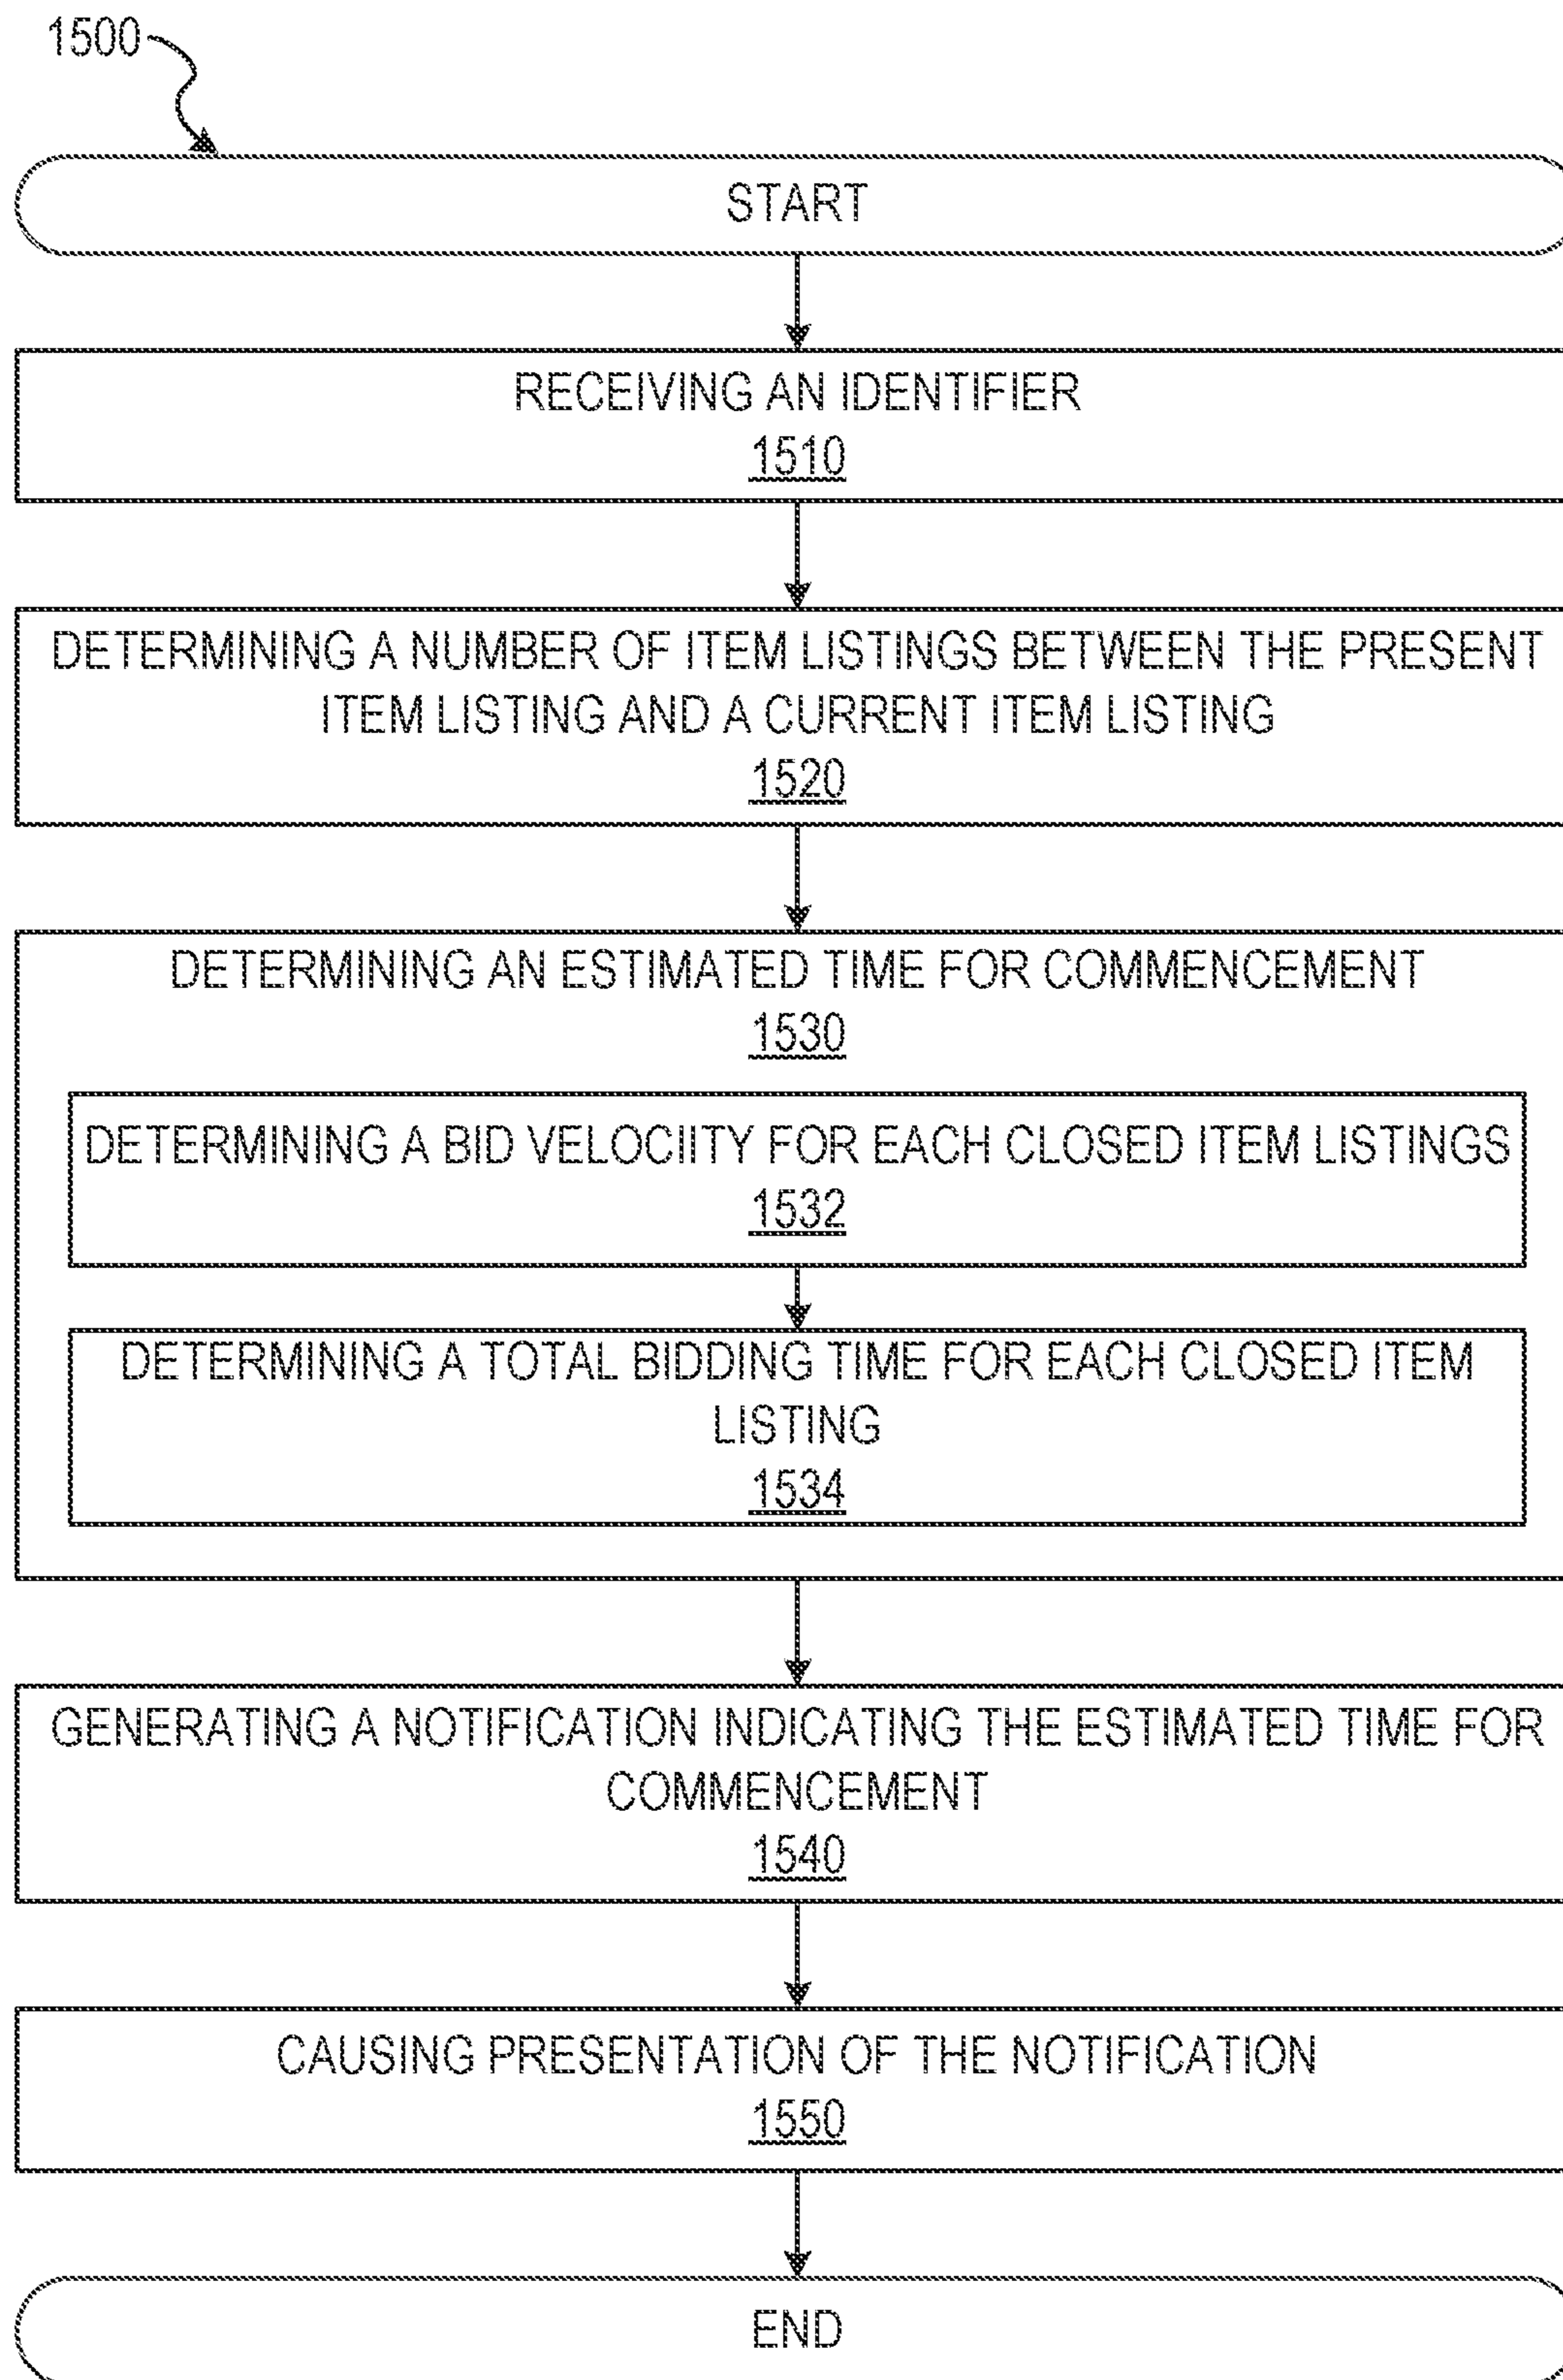 1500
START
RECEIVING AN IDENTIFIER
1510
DETERMINING A NUMBER OF ITEM LISTINGS BETWEEN THE PRESENT
ITEM LISTING AND A CURRENT ITEM LISTING
1520
DETERMINING AN ESTIMATED TIME FOR COMMENCEMENT
1530
DETERMINING A BID VELOCIITY FOR EACH CLOSED ITEM LISTINGS
1532
DETERMINING A TOTAL BIDDING TIME FOR EACH CLOSED ITEM
LISTING
1534
GENERATING A NOTIFICATION INDICATING THE ESTIMATED TIME FOR
COMMENCEMENT
1540
CAUSING PRESENTATION OF THE NOTIFICATION
1550
END